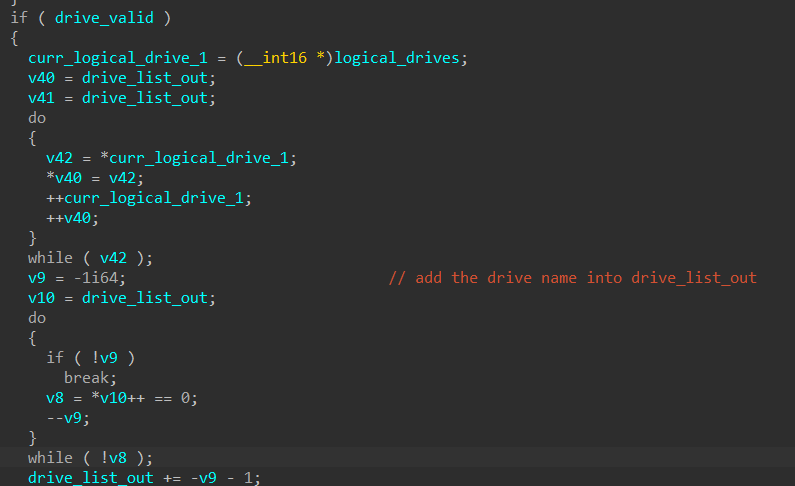 }
if ( drive_valid )
{
curr_logical_drive_1 = (__int16 *)logical_drives;
v40 = drive_list_out;
v41 = drive_list_out;
do
{
v42 = *curr_logical_drive_1;
*v40 = v42;
++curr_logical_drive_1;
++v40;
}
while ( v42 );
v9 = -1i64; // add the drive name into drive_list_out
v10 = drive_list_out;
do
{
if ( !v9 )
break;
v8 = *v10++ == 0;
--v9;
}
while ( !v8 );
drive_list_out += -v9 - 1;